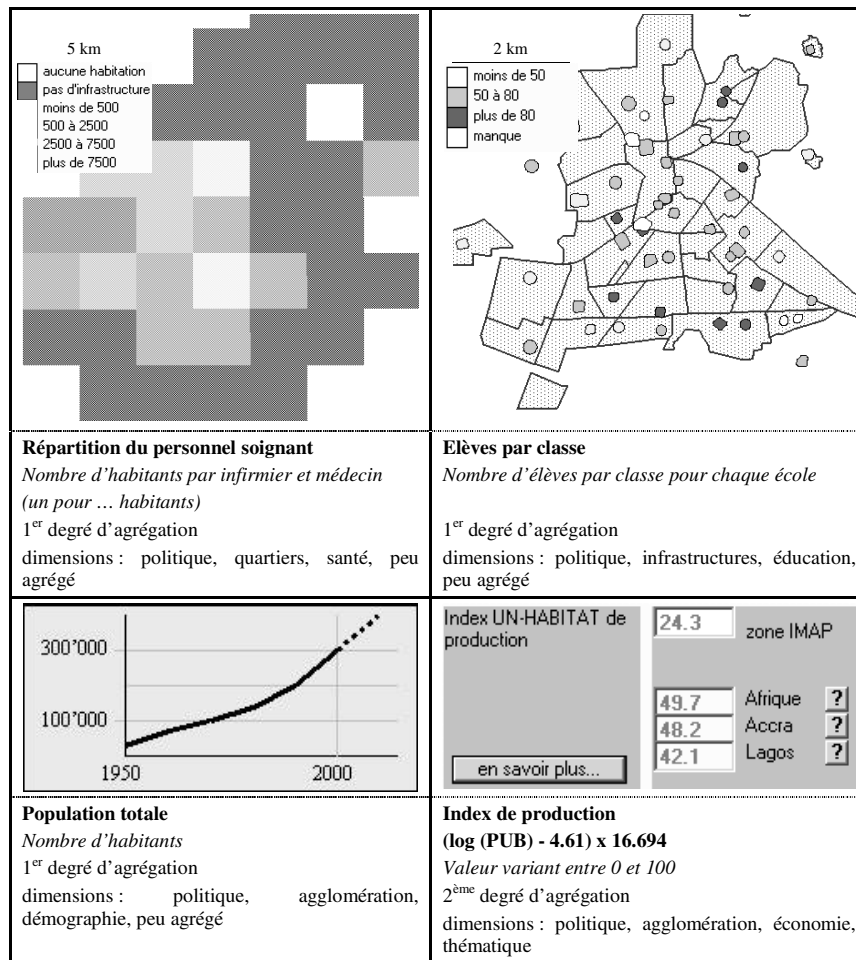 5 km
aucune habitation
pas d'infrastructure
moins de 500
500 à 2500
2500 à 7500
plus de 7500
2 km
moins de 50
50 à 80
plus de 80
manque
Répartition du personnel soignant
Nombre d'habitants par infirmier et médecin
(un pour … habitants)
1er degré d'agrégation
dimensions : politique, quartiers, santé, peu
agrégé
Elèves par classe
Nombre d'élèves par classe pour chaque école
1er degré d'agrégation
dimensions : politique, infrastructures, éducation,
peu agrégé
300'000
100'000
1950
2000
Index UN-HABITAT de
production
24.3 zone IMAP
49.7 Afrique ?
48.2 Accra ?
42.1 Lagos ?
en savoir plus...
Population totale
Nombre d'habitants
1er degré d'agrégation
dimensions : politique, agglomération,
démographie, peu agrégé
Index de production
(log (PUB) - 4.61) x 16.694
Valeur variant entre 0 et 100
2ème degré d'agrégation
dimensions : politique, agglomération, économie,
thématique